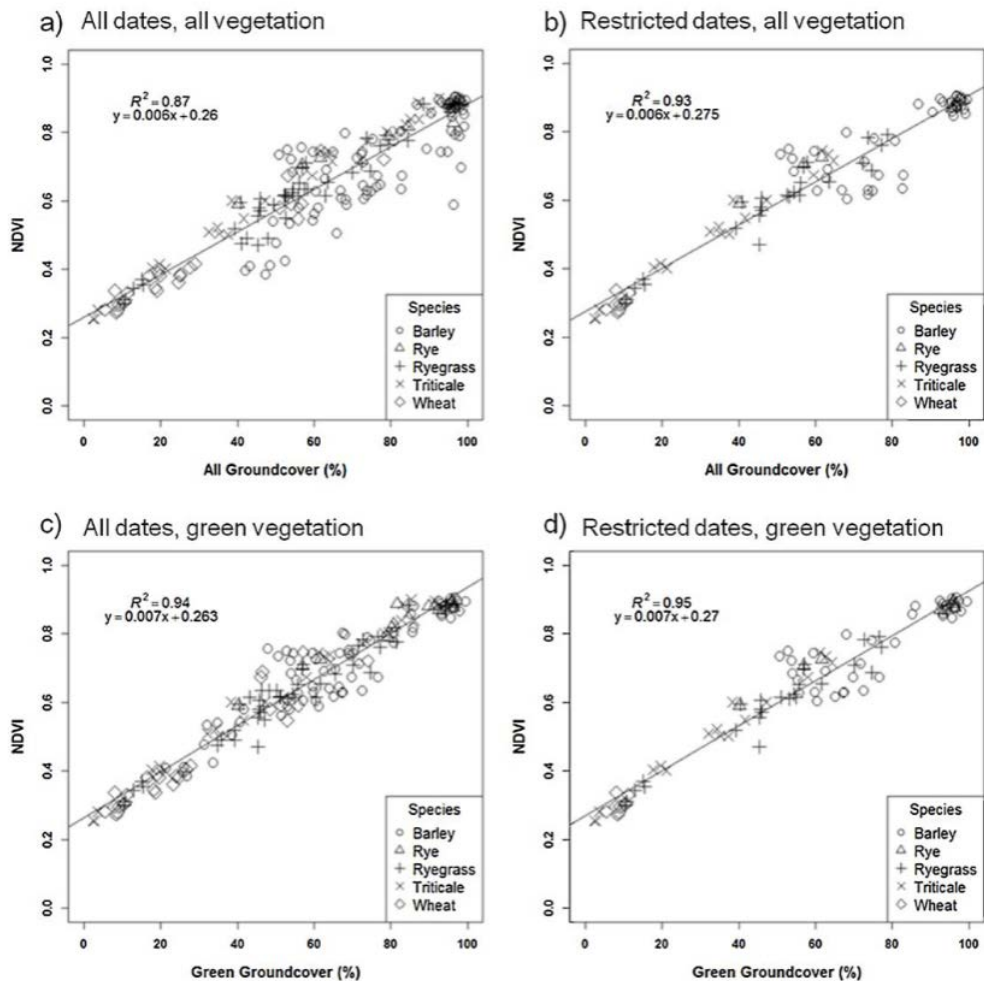 a) All dates, all vegetation
R² = 0.87
y = 0.006x + 0.26
NDVI
1.0
0.8
0.6
0.4
0.2
0.0
Species
Barley
Rye
Ryegrass
Triticale
Wheat
0 20 40 60 80 100
All Groundcover (%)
b) Restricted dates, all vegetation
R² = 0.93
y = 0.006x + 0.275
NDVI
1.0
0.8
0.6
0.4
0.2
0.0
Species
Barley
Rye
Ryegrass
Triticale
Wheat
0 20 40 60 80 100
All Groundcover (%)
c) All dates, green vegetation
R² = 0.94
y = 0.007x + 0.263
NDVI
1.0
0.8
0.6
0.4
0.2
0.0
Species
Barley
Rye
Ryegrass
Triticale
Wheat
0 20 40 60 80 100
Green Groundcover (%)
d) Restricted dates, green vegetation
R² = 0.95
y = 0.007x + 0.27
NDVI
1.0
0.8
0.6
0.4
0.2
0.0
Species
Barley
Rye
Ryegrass
Triticale
Wheat
0 20 40 60 80 100
Green Groundcover (%)